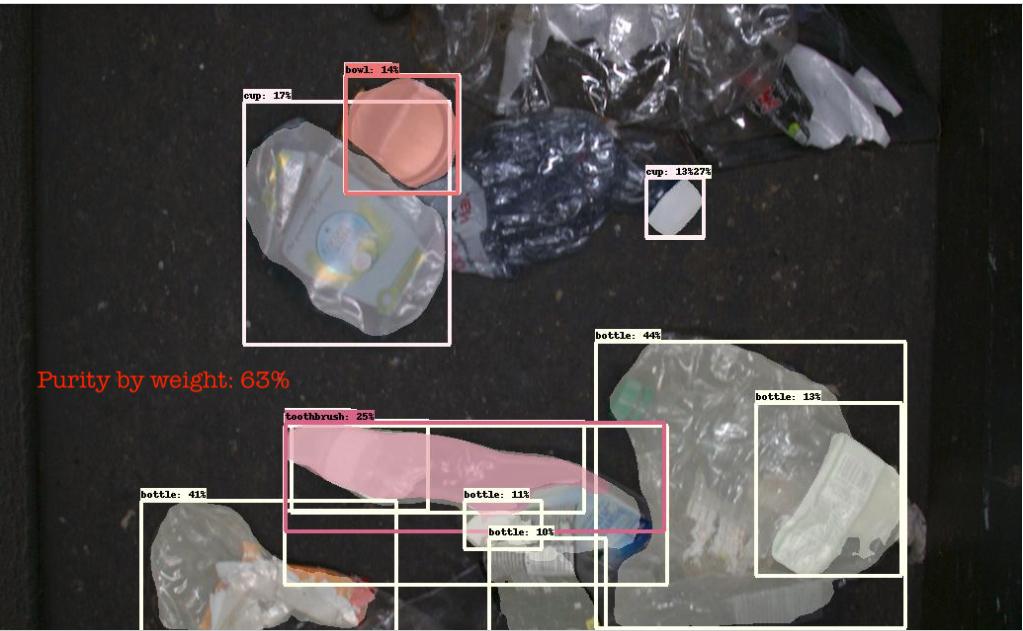 bowl: 14%
cup: 17%
cup: 13%27%
bottle: 44%
Purity by weight: 63%
bottle: 13%
toothbrush: 25%
bottle: 41%
bottle: 11%
bottle: 10%